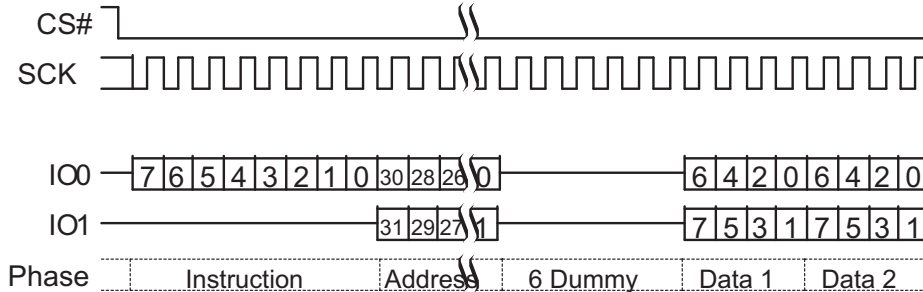 CS#
SCK
IO0 7 6 5 4 3 2 1 0 30 28 26 0 6 4 2 0 6 4 2 0
IO1 31 29 27 1 7 5 3 1 7 5 3 1
Phase Instruction Address 6 Dummy Data 1 Data 2